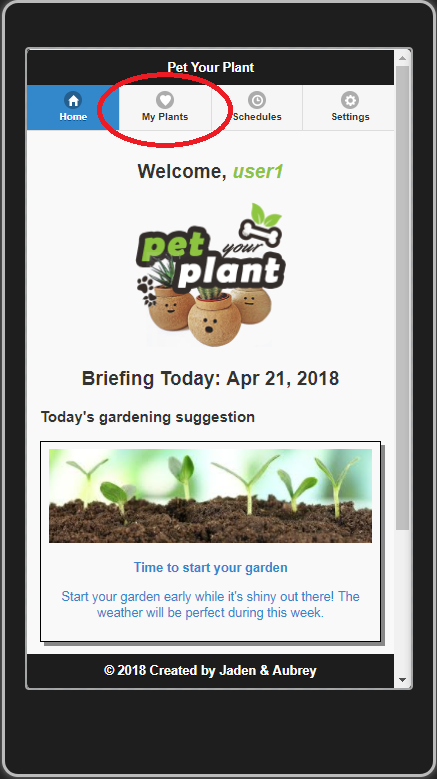 Pet Your Plant
Home
My Plants
Schedules
Settings
Welcome, user1
pet your plant
Briefing Today: Apr 21, 2018
Today's gardening suggestion
Time to start your garden
Start your garden early while it's shiny out there! The
weather will be perfect during this week.
© 2018 Created by Jaden & Aubrey